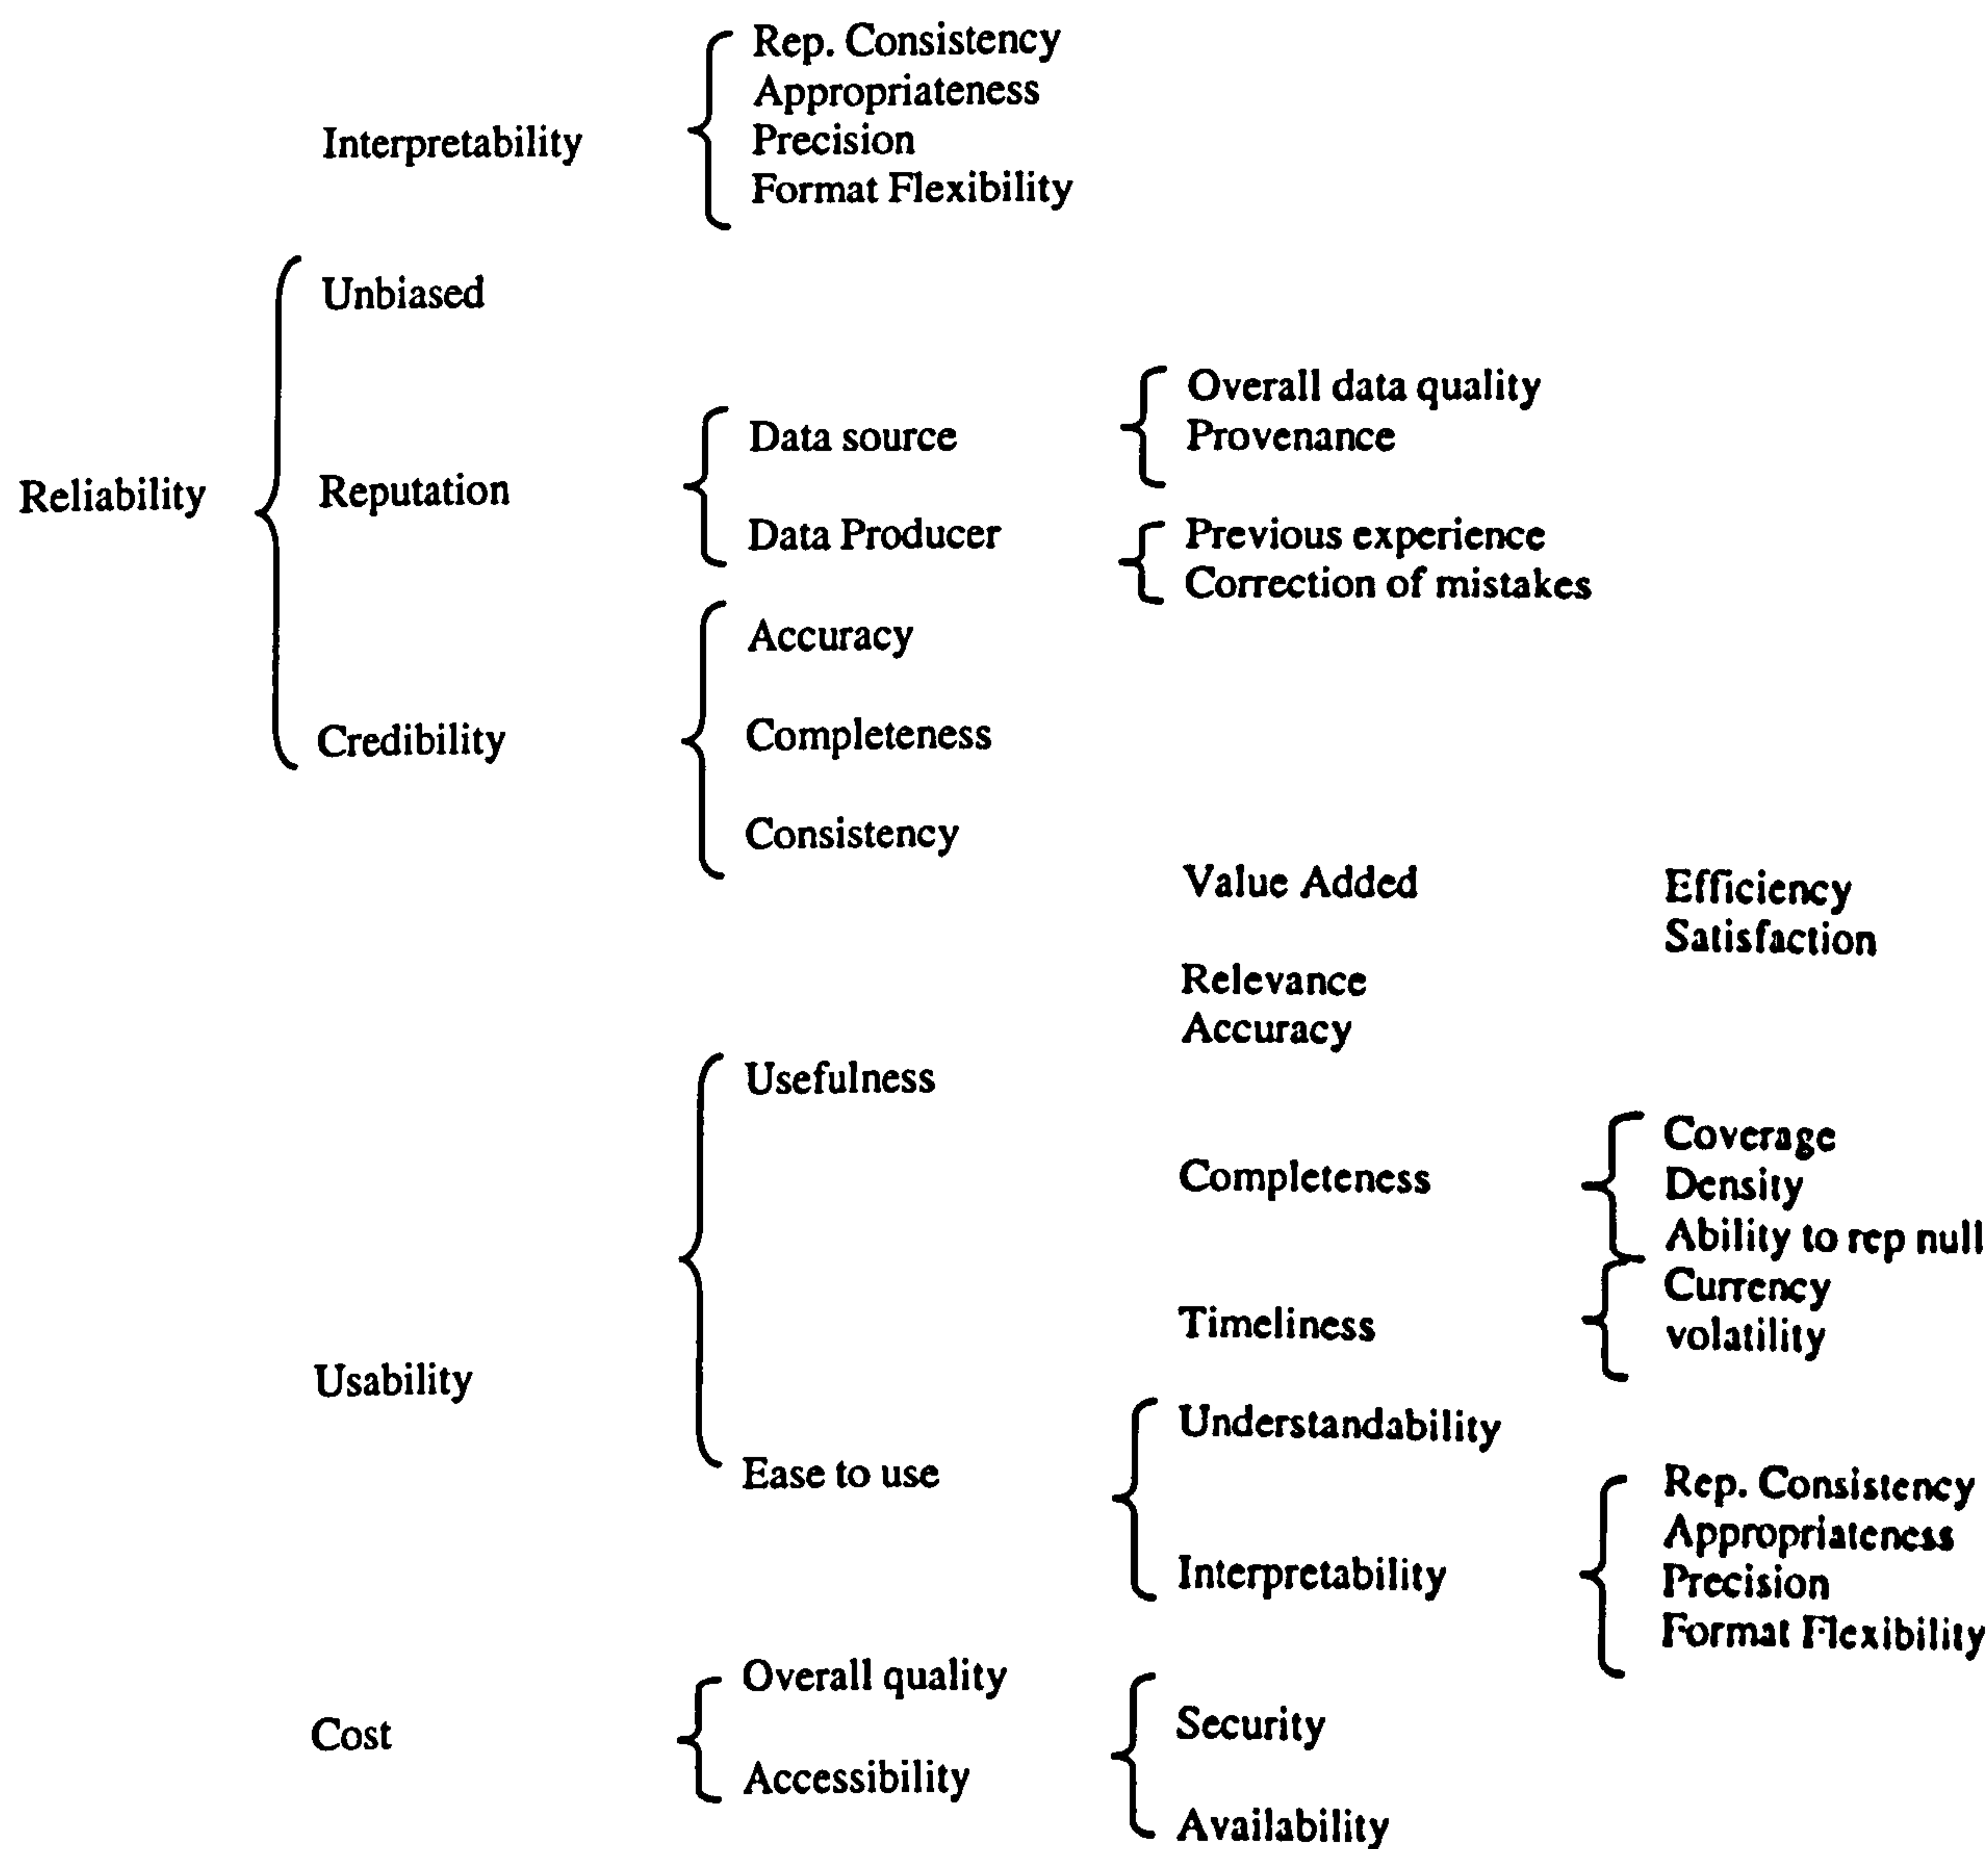 Rep. Consistency
Appropriateness
Interpretability
Precision
Format Flexibility
Unbiased
Overall data quality
Data source
Provenance
Reliability
Reputation
Data Producer
Previous experience
Correction of mistakes
Accuracy
Completeness
Credibility
Consistency
Value Added
Efficiency
Satisfaction
Relevance
Accuracy
Usefulness
Coverage
Completeness
Density
Ability to rep null
Currency
Timeliness
volatility
Usability
Understandability
Ease to use
Rep. Consistency
Appropriateness
Interpretability
Precision
Format Flexibility
Overall quality
Cost
Security
Accessibility
Availability